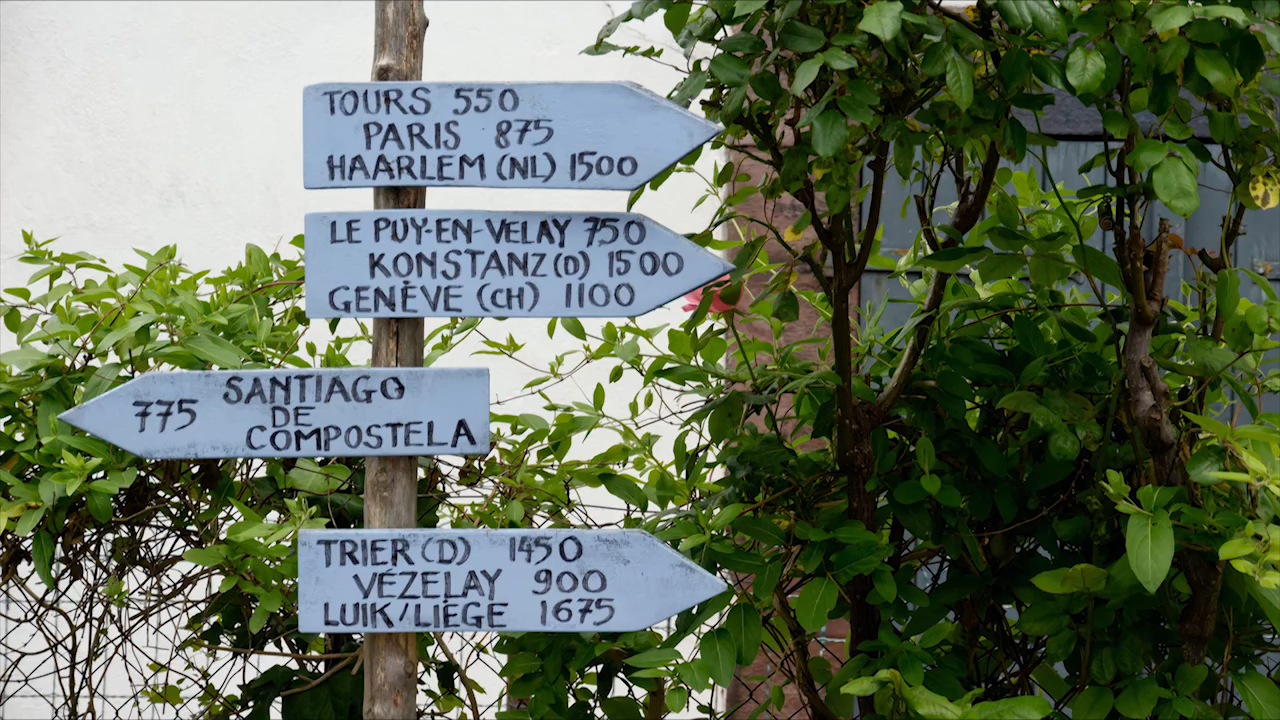 TOURS 550
PARIS 875
HAARLEM (NL) 1500
LE PUY-EN-VELAY 750
KONSTANZ (D) 1500
GENÈVE (CH) 1100
775 SANTIAGO
DE
COMPOSTELA
TRIER (D) 1450
VÉZELAY 900
LUIK/LIÈGE 1675